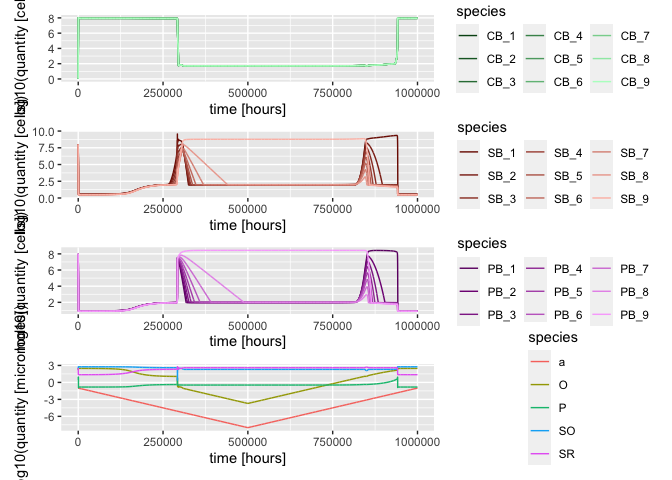 log10(quantity [cells])
8
6
4
2
0
0
250000
500000
750000
1000000
time [hours]
species
CB_1
CB_4
CB_7
CB_2
CB_5
CB_8
CB_3
CB_6
CB_9
10.0
7.5
5.0
2.5
0.0
0
250000
500000
750000
1000000
time [hours]
species
SB_1
SB_4
SB_7
SB_2
SB_5
SB_8
SB_3
SB_6
SB_9
8
6
4
2
0
250000
500000
750000
1000000
time [hours]
species
PB_1
PB_4
PB_7
PB_2
PB_5
PB_8
PB_3
PB_6
PB_9
3
0
-3
-6
0
250000
500000
750000
1000000
time [hours]
species
a
O
P
SO
SR